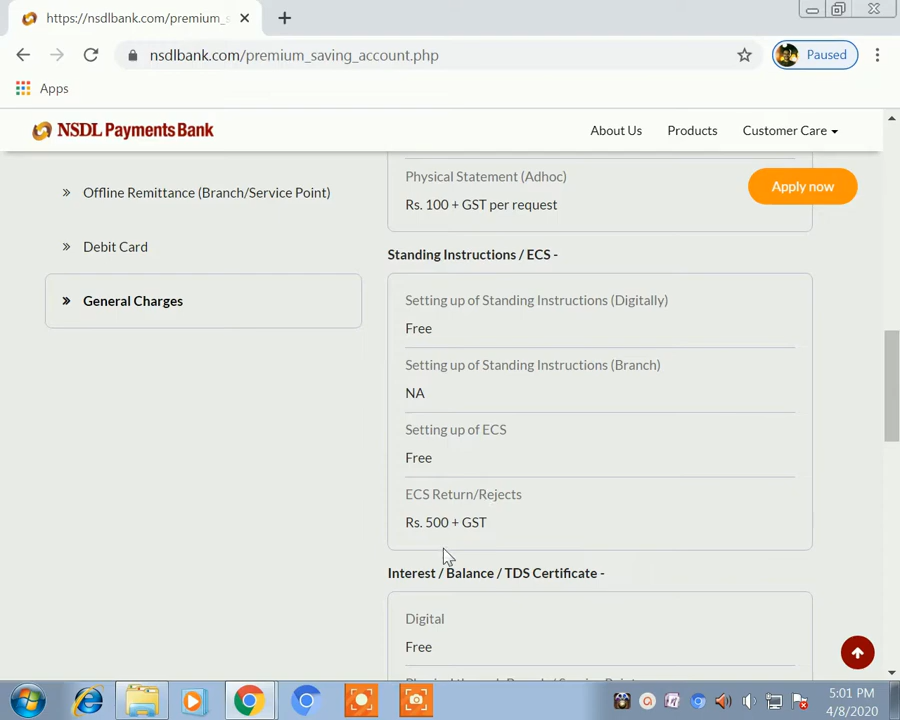 https://nsdlbank.com/premium_s
nsdlbank.com/premium_saving_account.php
Paused
Apps
NSDL Payments Bank
About Us
Products
Customer Care
Offline Remittance (Branch/Service Point)
Debit Card
General Charges
Physical Statement (Adhoc)
Rs. 100 + GST per request
Apply now
Standing Instructions / ECS -
Setting up of Standing Instructions (Digitally)
Free
Setting up of Standing Instructions (Branch)
NA
Setting up of ECS
Free
ECS Return/Rejects
Rs. 500 + GST
Interest / Balance / TDS Certificate -
Digital
Free
5:01 PM
4/8/2020